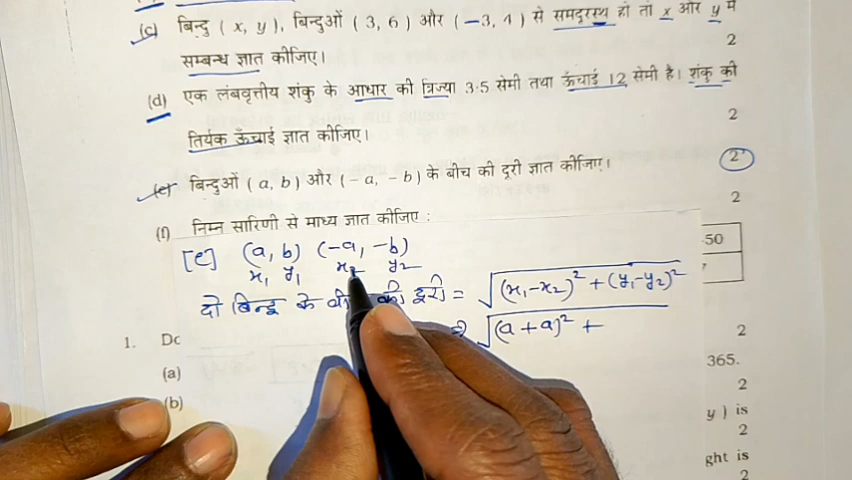 (c) बिन्दु ( x, y ), बिन्दुओं ( 3, 6 ) और ( –3, 4 ) से समदूरस्थ हों तो x और y में
सम्बन्ध ज्ञात कीजिए। 2
(d) एक लंबवृत्तीय शंकु के आधार की त्रिज्या 3·5 सेमी तथा ऊँचाई 12 सेमी है। शंकु की
तिर्यक ऊँचाई ज्ञात कीजिए। 2
(e) बिन्दुओं ( a, b ) और ( – a, – b ) के बीच की दूरी ज्ञात कीजिए। 2
(f) निम्न सारिणी से माध्य ज्ञात कीजिए : 2
[e] (a, b) (-a, -b) -50
x₁ y₁ x₂ y₂
दो बिन्दु के की दूरी = √(x₁-x₂)² + (y₁-y₂)²
= √(a+a)² +
1. Do 2
(a) 365.
2
(b) y ) is
2
ght is
2